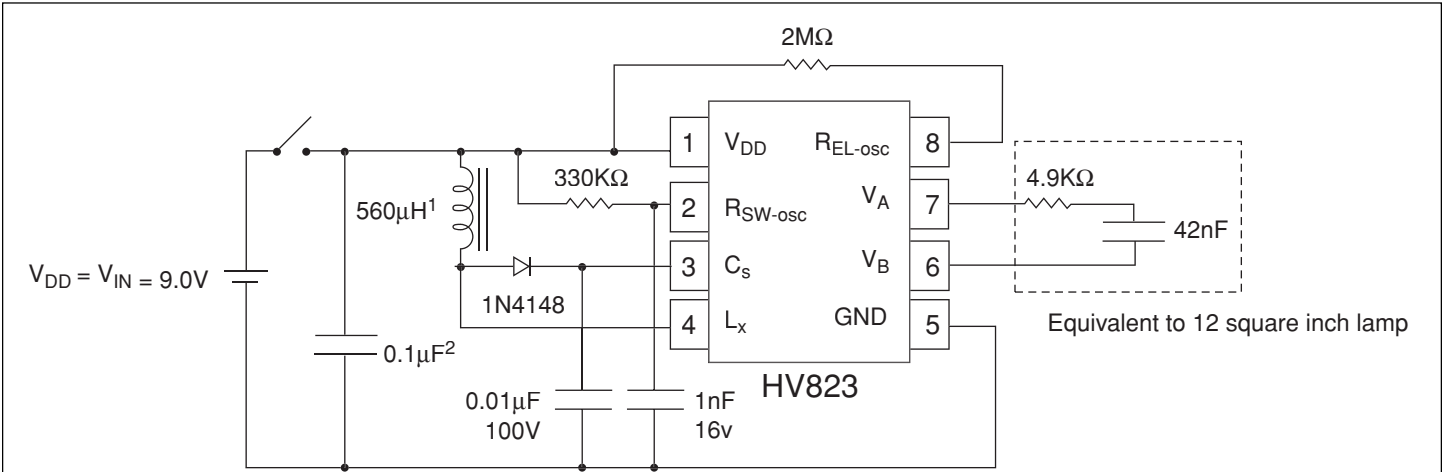 2MΩ
1 V_DD R_EL-osc 8
330KΩ 4.9KΩ
560μH¹ 2 R_SW-osc V_A 7
42nF
V_DD = V_IN = 9.0V 3 C_s V_B 6
1N4148
4 L_x GND 5
Equivalent to 12 square inch lamp
0.1μF²
HV823
0.01μF 1nF
100V 16v